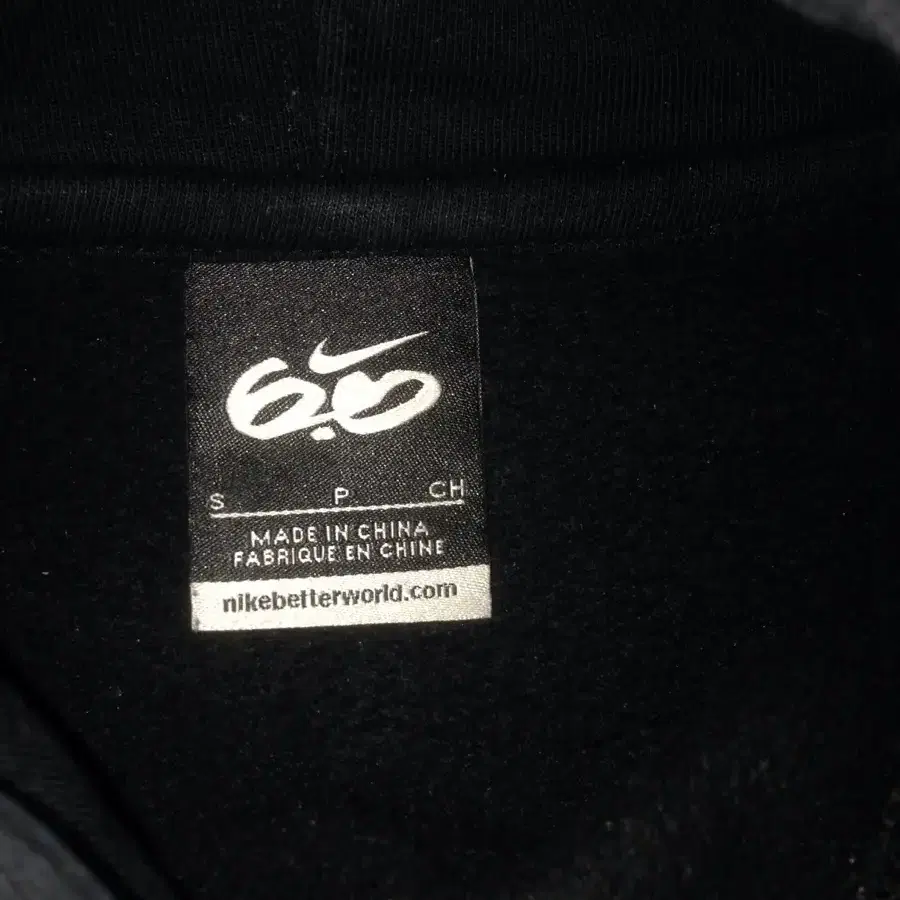 6.0
S P CH
MADE IN CHINA
FABRIQUE EN CHINE
nikebetterworld.com